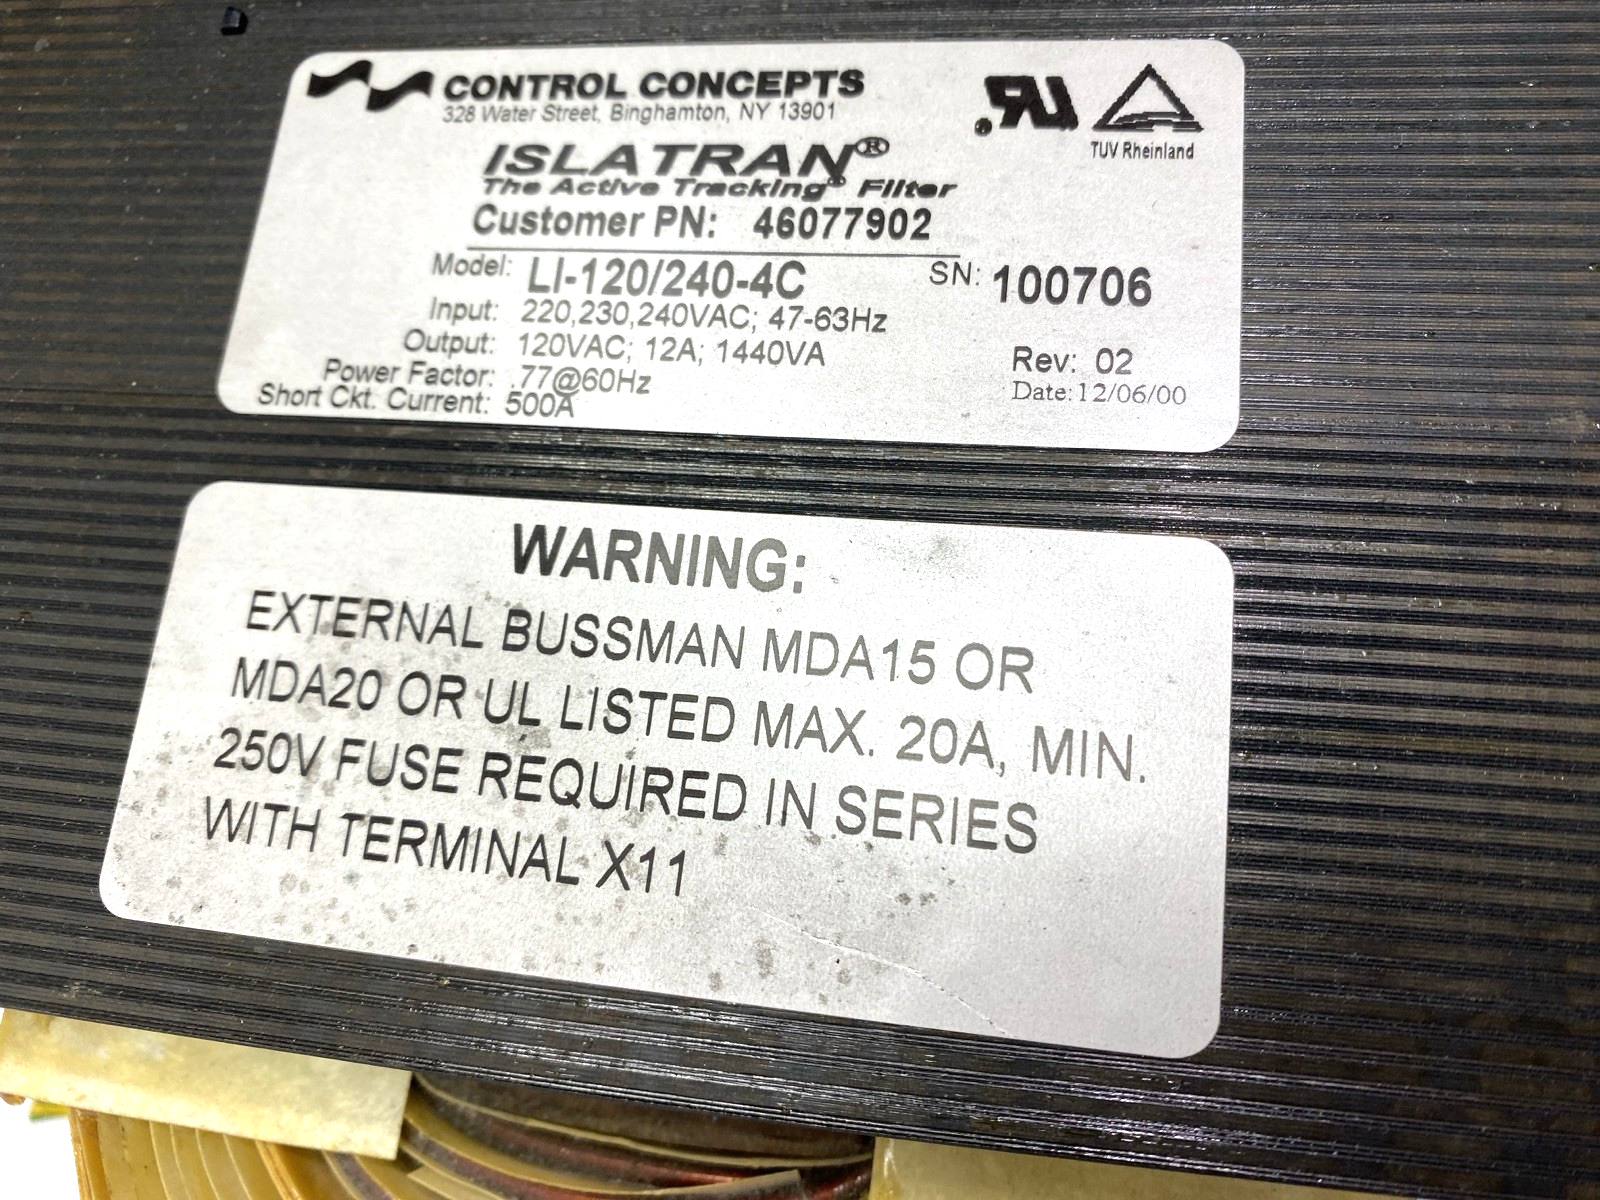 CONTROL CONCEPTS
328 Water Street, Binghamton, NY 13901
ISLATRAN®
The Active Tracking® Filter
Customer PN: 46077902
Model: LI-120/240-4C
SN: 100706
Input: 220,230,240VAC; 47-63Hz
Output: 120VAC; 12A; 1440VA
Power Factor: .77@60Hz
Short Ckt. Current: 500A
Rev: 02
Date: 12/06/00
TUV Rheinland
WARNING:
EXTERNAL BUSSMAN MDA15 OR
MDA20 OR UL LISTED MAX. 20A, MIN.
250V FUSE REQUIRED IN SERIES
WITH TERMINAL X11